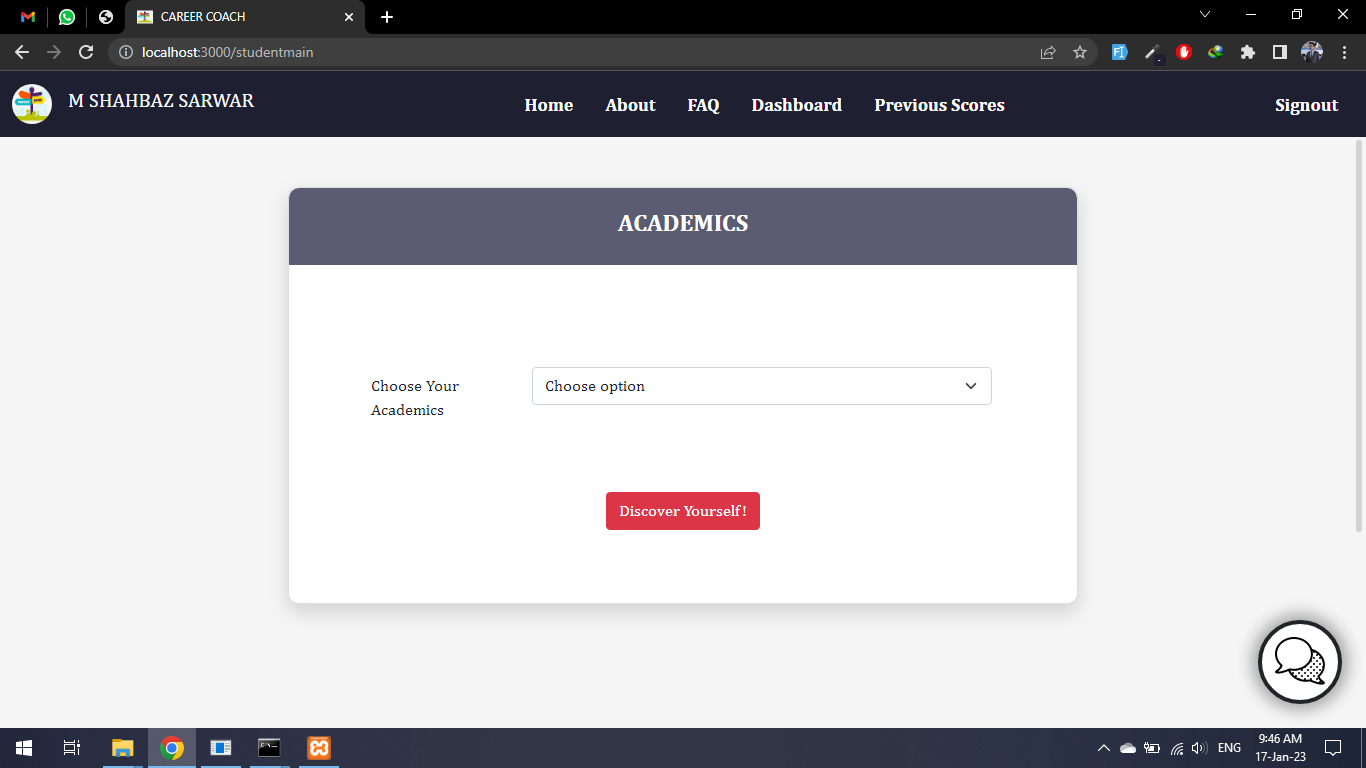 CAREER COACH
localhost:3000/studentmain
M SHAHBAZ SARWAR
Home About FAQ Dashboard Previous Scores Signout
ACADEMICS
Choose Your
Academics
Choose option
Discover Yourself!
ENG
9:46 AM
17-Jan-23